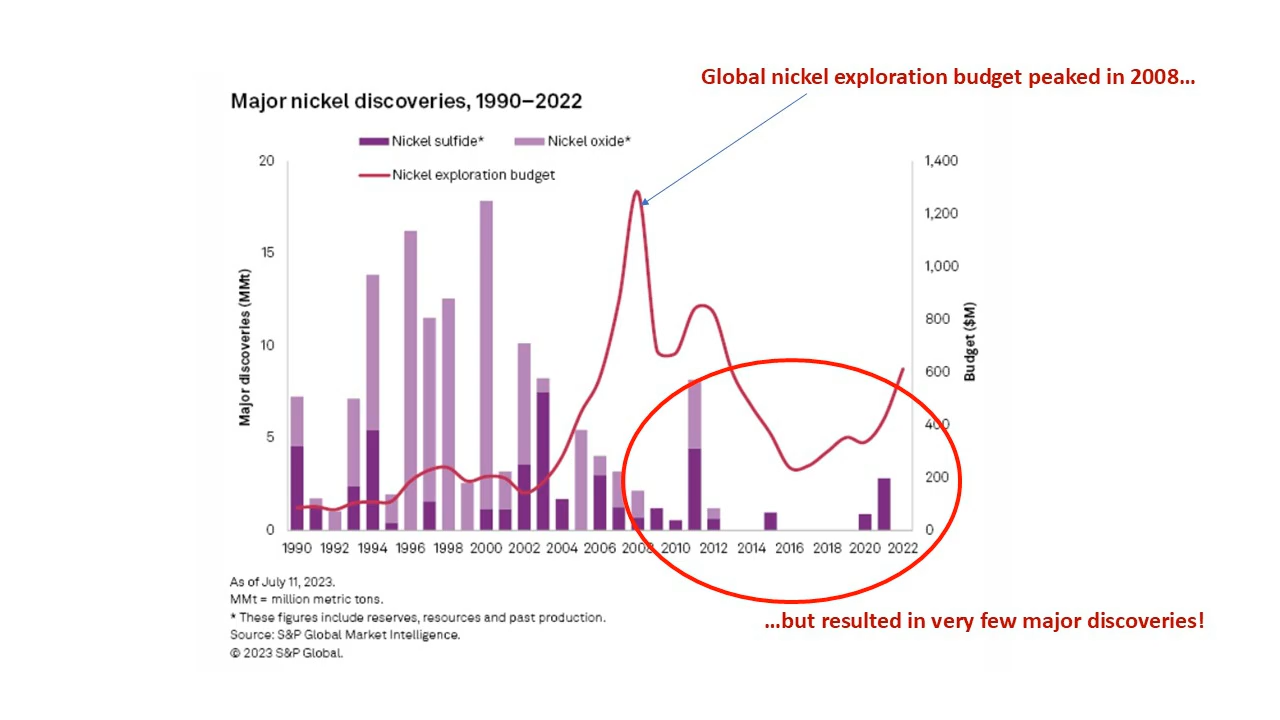 Global nickel exploration budget peaked in 2008...
Major nickel discoveries, 1990–2022
Nickel sulfide*
Nickel oxide*
Nickel exploration budget
20
15
10
5
0
Major discoveries (MMt)
1,400
1,200
1,000
800
600
400
200
0
Budget ($M)
1990 1992 1994 1996 1998 2000 2002 2004 2006 2008 2010 2012 2014 2016 2018 2020 2022
As of July 11, 2023.
MMt = million metric tons.
* These figures include reserves, resources and past production.
Source: S&P Global Market Intelligence.
© 2023 S&P Global.
...but resulted in very few major discoveries!